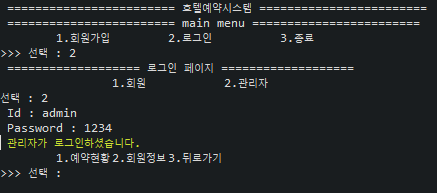 ========================= 호텔예약시스템 =========================
========================= main menu =========================
1.회원가입 2.로그인 3.종료
>>> 선택 : 2
==================== 로그인 페이지 ====================
1.회원 2.관리자
선택 : 2
Id : admin
Password : 1234
관리자가 로그인하셨습니다.
1.예약현황 2.회원정보 3.뒤로가기
>>> 선택 :